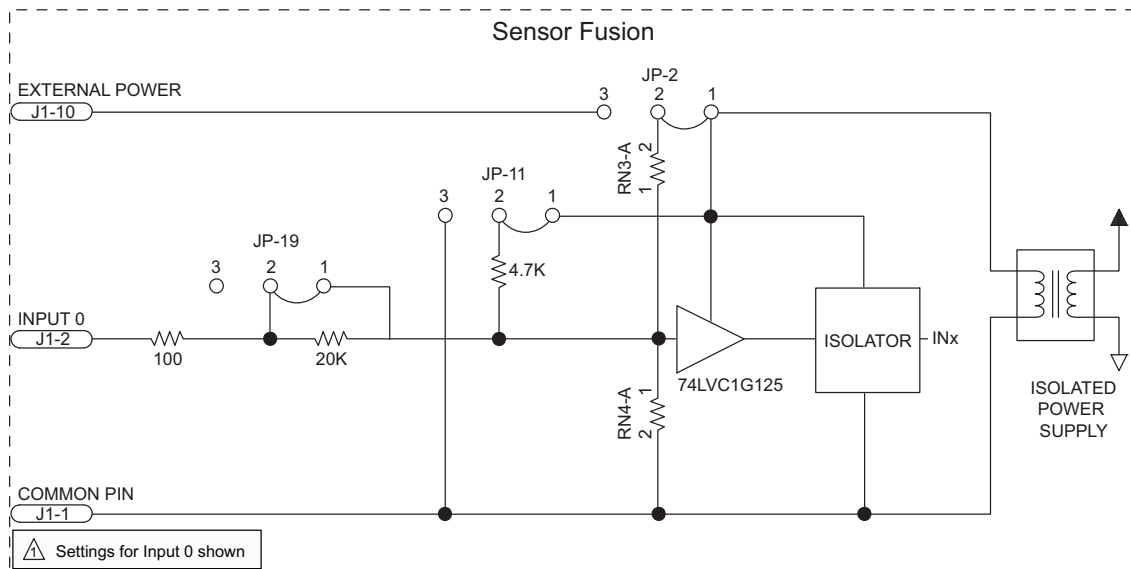 Sensor Fusion
EXTERNAL POWER
J1-10
JP-2
3
2
1
RN3-A
2
1
JP-11
3
2
1
4.7K
JP-19
3
2
1
INPUT 0
J1-2
100
20K
74LVC1G125
ISOLATOR
INx
RN4-A
1
2
ISOLATED
POWER
SUPPLY
COMMON PIN
J1-1
1 Settings for Input 0 shown